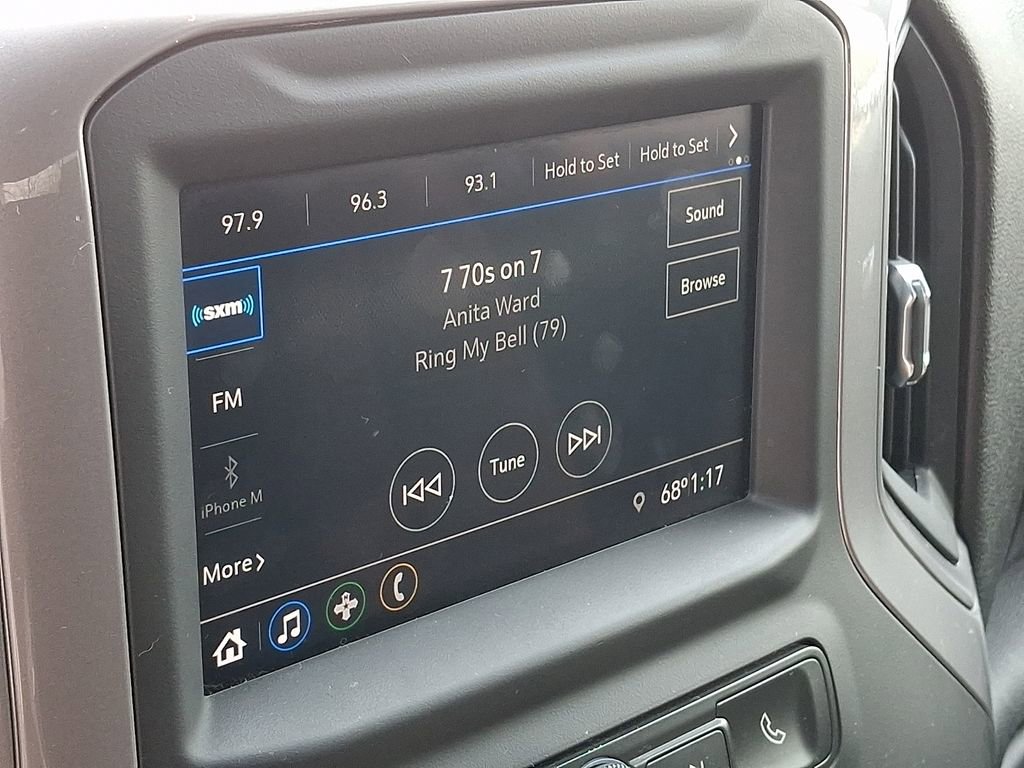 97.9
96.3
93.1
Hold to Set
Hold to Set
Sound
Browse
sxm
FM
iPhone M
More
7 70s on 7
Anita Ward
Ring My Bell (79)
Tune
68° 1:17